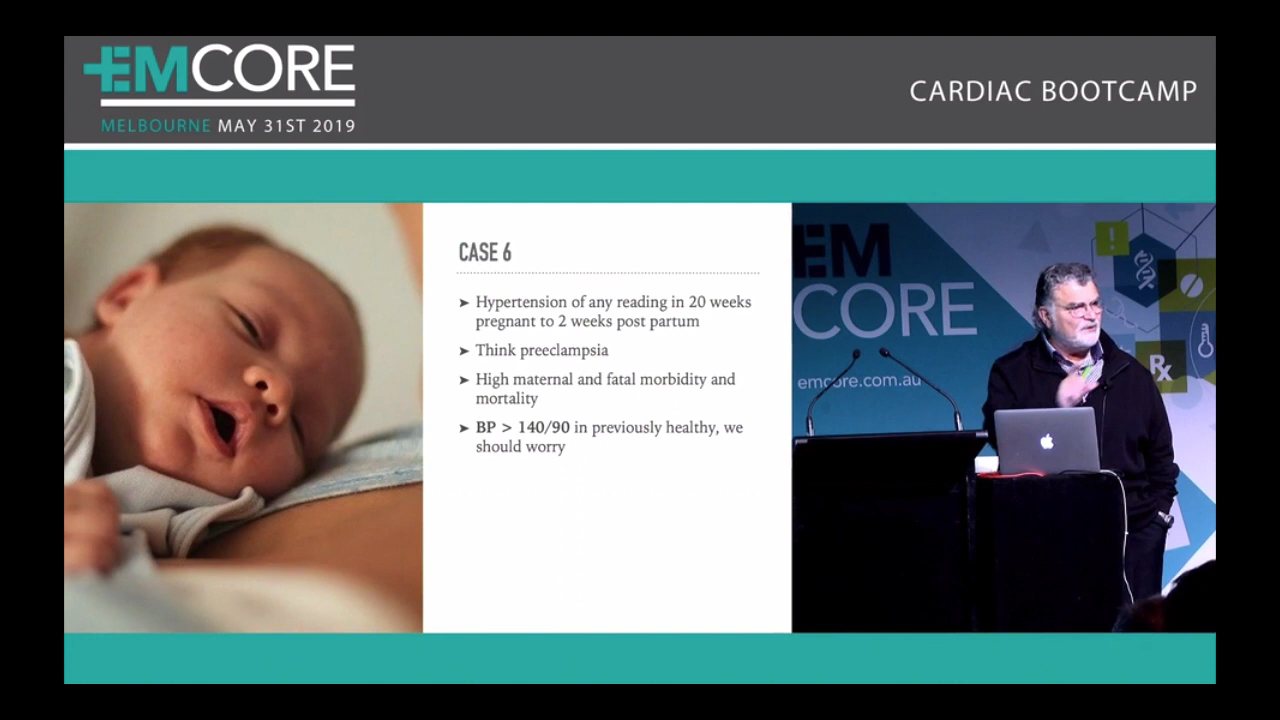 EMCORE
MELBOURNE MAY 31ST 2019
CARDIAC BOOTCAMP
CASE 6
➤ Hypertension of any reading in 20 weeks
pregnant to 2 weeks post partum
➤ Think preeclampsia
➤ High maternal and fatal morbidity and
mortality
➤ BP > 140/90 in previously healthy, we
should worry
EM
CORE
emcore.com.au
!
Rx